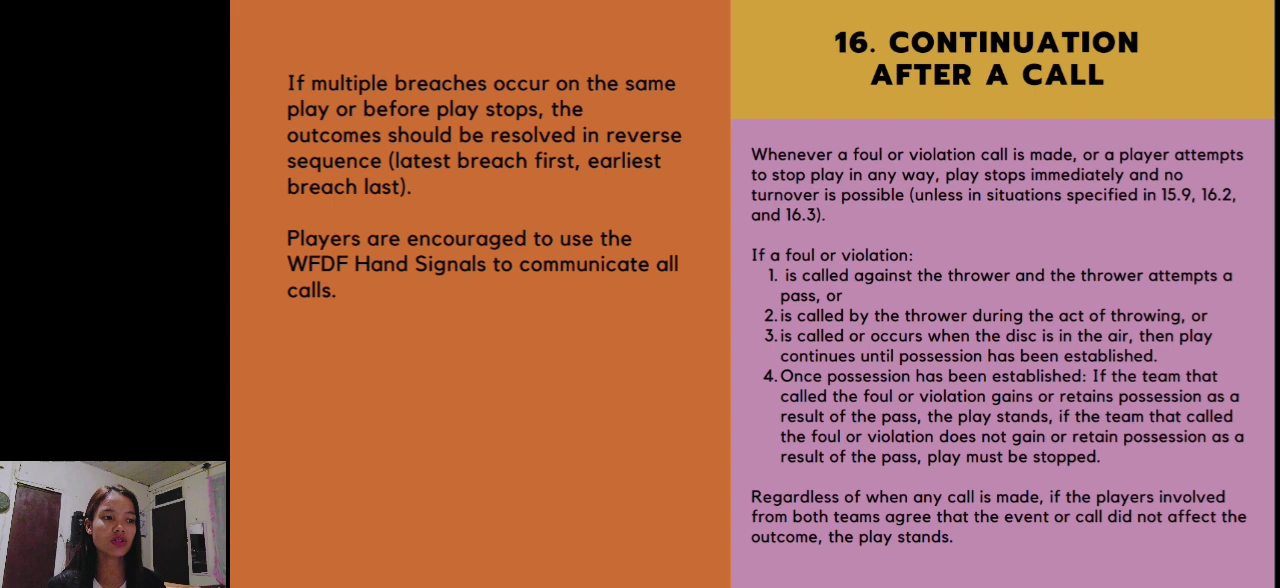 If multiple breaches occur on the same
play or before play stops, the
outcomes should be resolved in reverse
sequence (latest breach first, earliest
breach last).
Players are encouraged to use the
WFDF Hand Signals to communicate all
calls.
16. CONTINUATION
AFTER A CALL
Whenever a foul or violation call is made, or a player attempts
to stop play in any way, play stops immediately and no
turnover is possible (unless in situations specified in 15.9, 16.2,
and 16.3).
If a foul or violation:
1. is called against the thrower and the thrower attempts a
pass, or
2. is called by the thrower during the act of throwing, or
3. is called or occurs when the disc is in the air, then play
continues until possession has been established.
4. Once possession has been established: If the team that
called the foul or violation gains or retains possession as a
result of the pass, the play stands, if the team that called
the foul or violation does not gain or retain possession as a
result of the pass, play must be stopped.
Regardless of when any call is made, if the players involved
from both teams agree that the event or call did not affect the
outcome, the play stands.